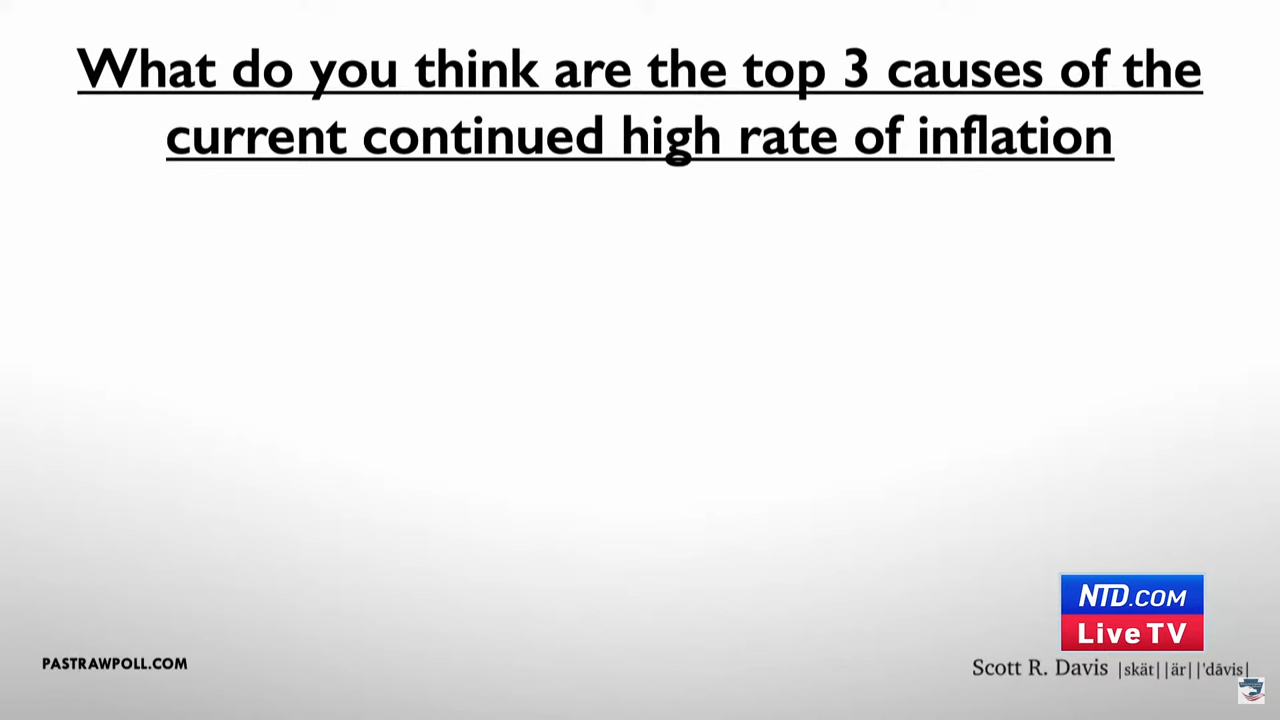 What do you think are the top 3 causes of the
current continued high rate of inflation
NTD.COM
Live TV
PASTRAWPOLL.COM
Scott R. Davis |skät||är||'dāvis|